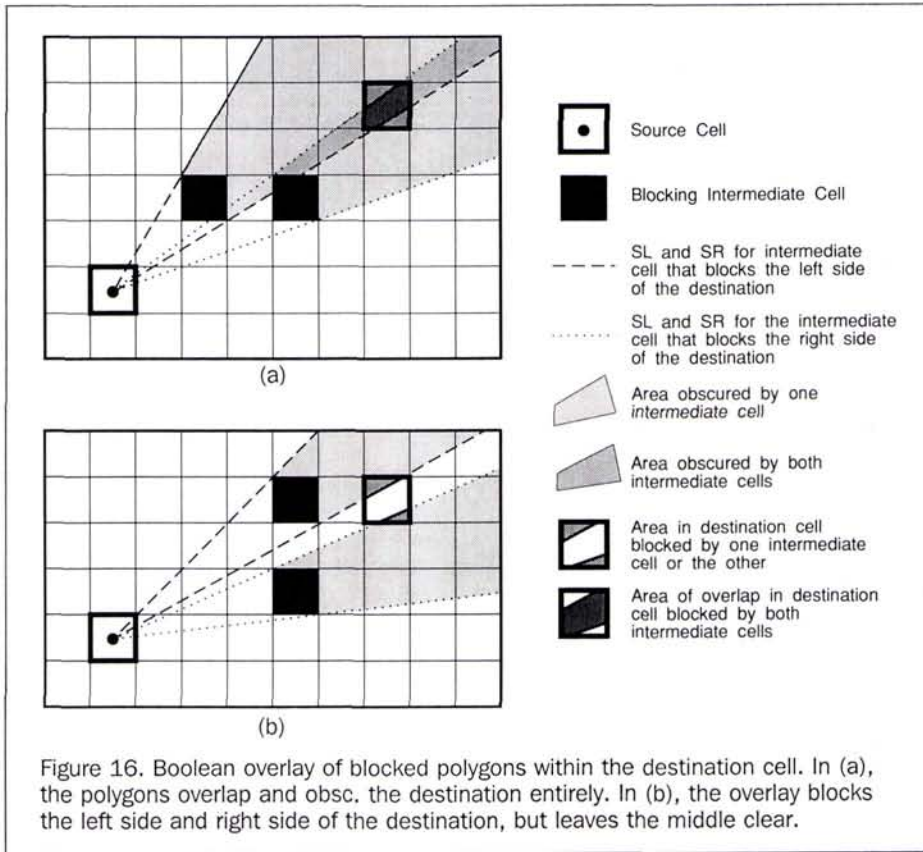 (a)
(b)
Source Cell
Blocking Intermediate Cell
SL and SR for intermediate
cell that blocks the left side
of the destination
SL and SR for the intermediate
cell that blocks the right side
of the destination
Area obscured by one
intermediate cell
Area obscured by both
intermediate cells
Area in destination cell
blocked by one intermediate
cell or the other
Area of overlap in destination
cell blocked by both
intermediate cells
Figure 16. Boolean overlay of blocked polygons within the destination cell. In (a),
the polygons overlap and obsc. the destination entirely. In (b), the overlay blocks
the left side and right side of the destination, but leaves the middle clear.